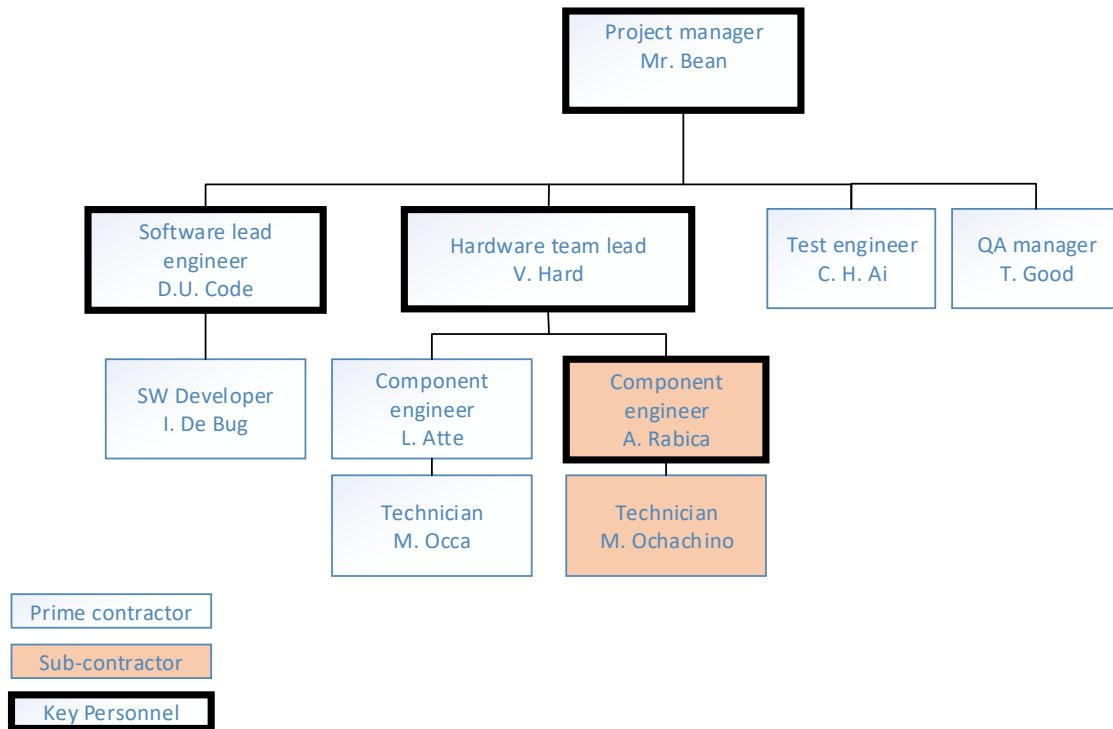 Project manager
Mr. Bean
Software lead
engineer
D.U. Code
Hardware team lead
V. Hard
Test engineer
C. H. Ai
QA manager
T. Good
SW Developer
I. De Bug
Component
engineer
L. Atte
Component
engineer
A. Rabica
Technician
M. Occa
Technician
M. Ochachino
Prime contractor
Sub-contractor
Key Personnel